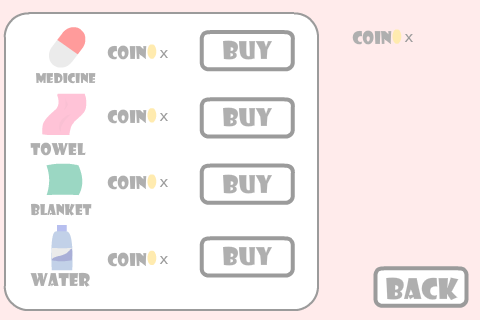 COIN x
BUY
MEDICINE
COIN x
BUY
TOWEL
COIN x
BUY
BLANKET
COIN x
BUY
WATER
COIN x
BACK